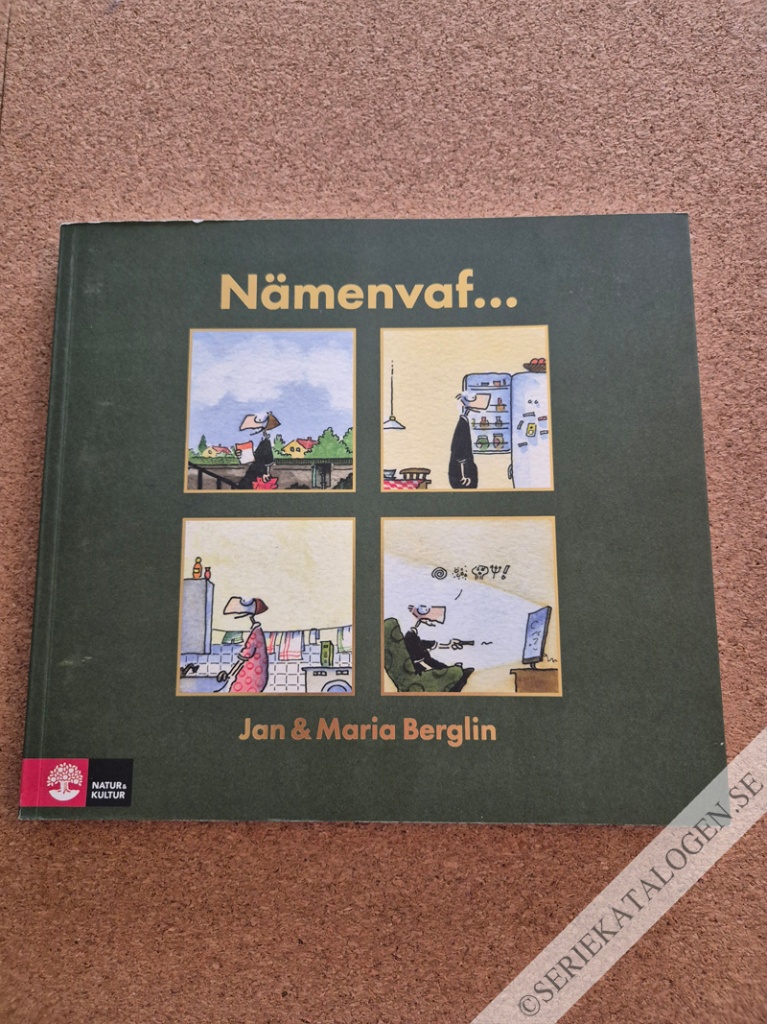 Nämenvaf...
Jan & Maria Berglin
NATUR&
KULTUR
©SERIEKATALOGEN.SE